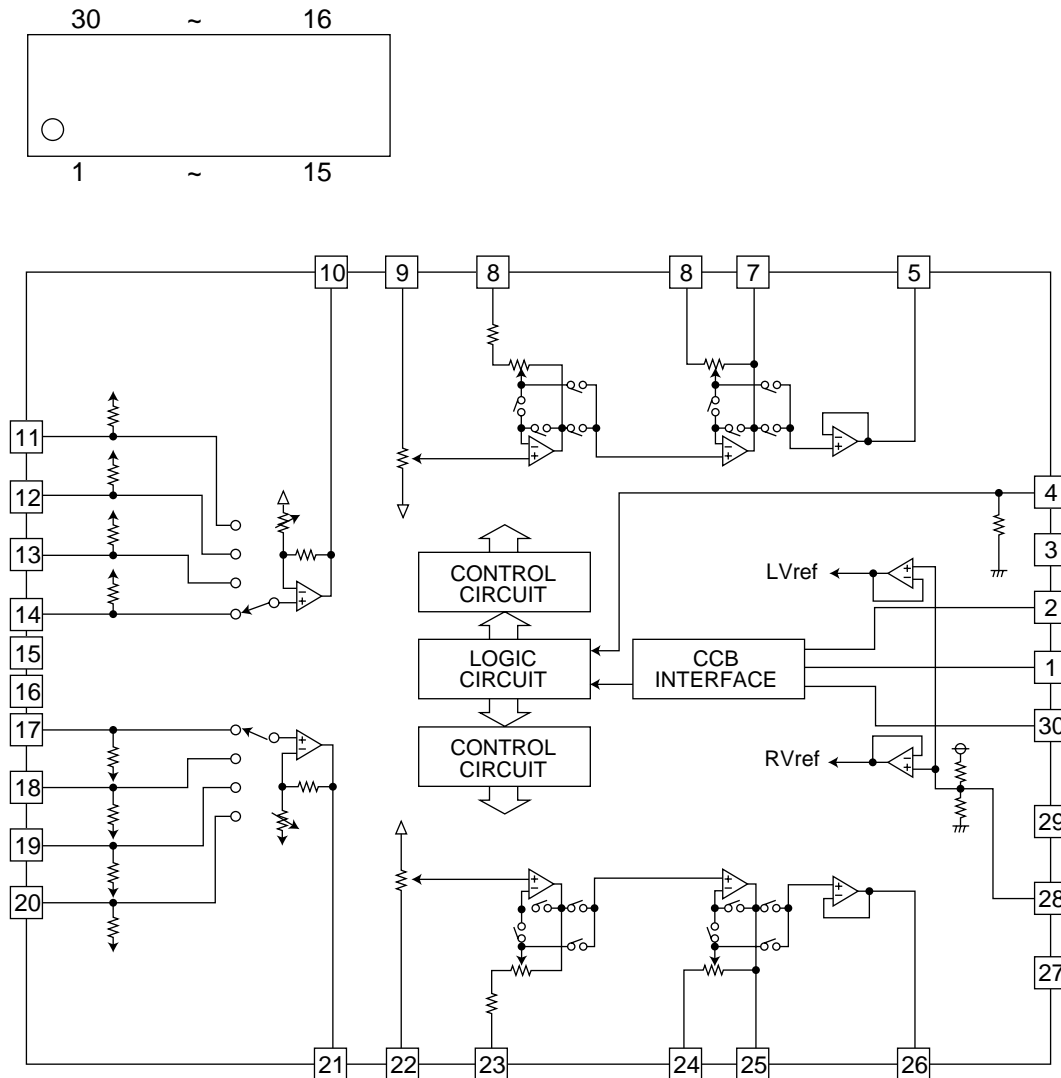 30 ~ 16
1 ~ 15
10 9 8 8 7 5
11
12
13
14
15
16
17
18
19
20
CONTROL
CIRCUIT
LOGIC
CIRCUIT
CONTROL
CIRCUIT
CCB
INTERFACE
LVref
RVref
4
3
2
1
30
29
28
27
21 22 23 24 25 26